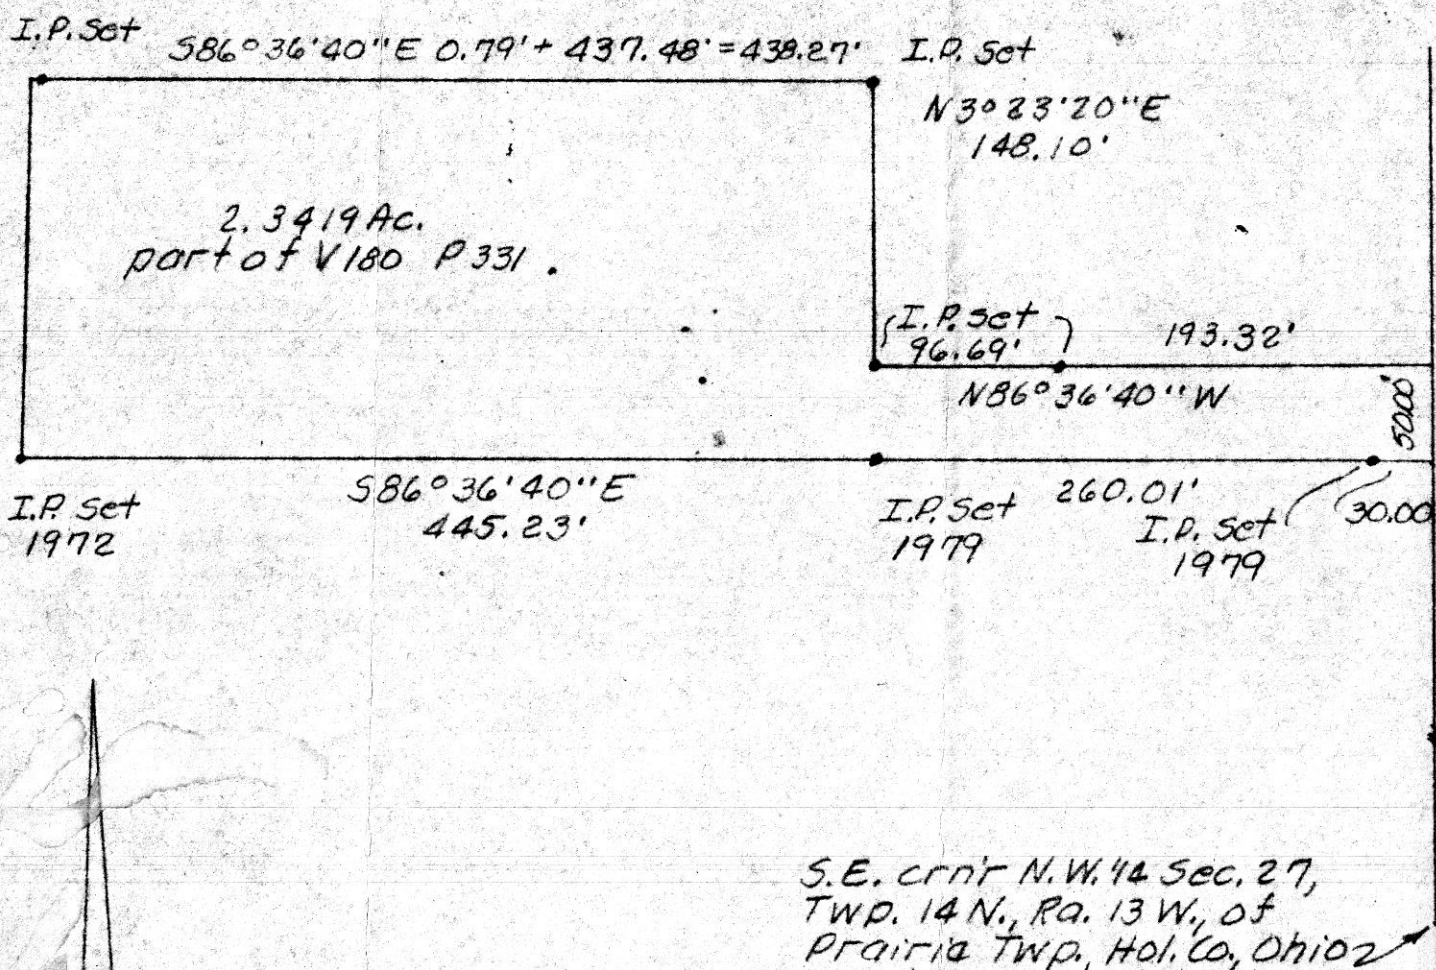 I.P. Set
S86°36'40"E 0.79' + 437.48' = 438.27'
I.P. Set
N3°23'20"E
148.10'
2.3419 Ac.
part of V180 P331
I.P. Set
96.69'
193.32'
N86°36'40"W
50.00'
S86°36'40"E
445.23'
I.P. Set
1972
I.P. Set
1979
260.01'
I.P. Set
1979
30.00
S.E. crn'r N.W. 1/4 Sec. 27,
Twp. 14 N., Ra. 13 W., of
Prairie Twp., Hol. Co., Ohio